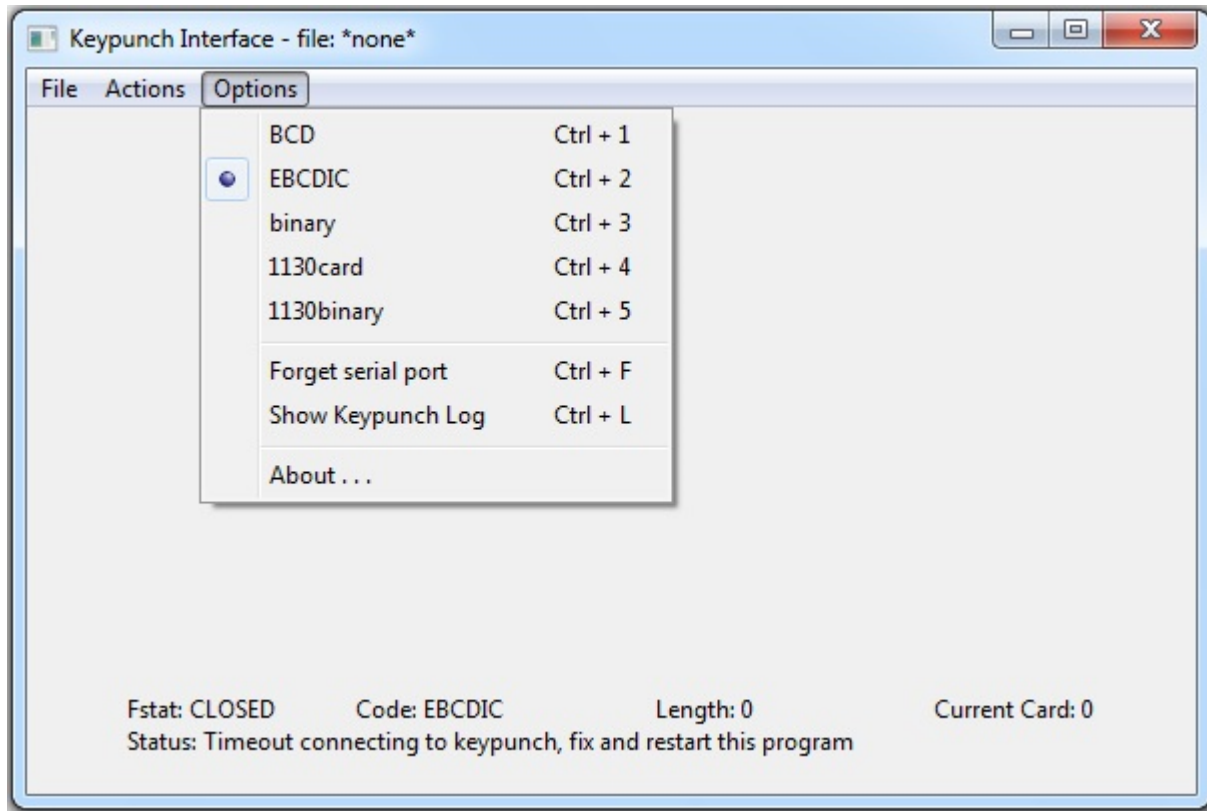 Keypunch Interface - file: *none*
File Actions Options
BCD Ctrl + 1
EBCDIC Ctrl + 2
binary Ctrl + 3
1130card Ctrl + 4
1130binary Ctrl + 5
Forget serial port Ctrl + F
Show Keypunch Log Ctrl + L
About . . .
Fstat: CLOSED Code: EBCDIC Length: 0 Current Card: 0
Status: Timeout connecting to keypunch, fix and restart this program